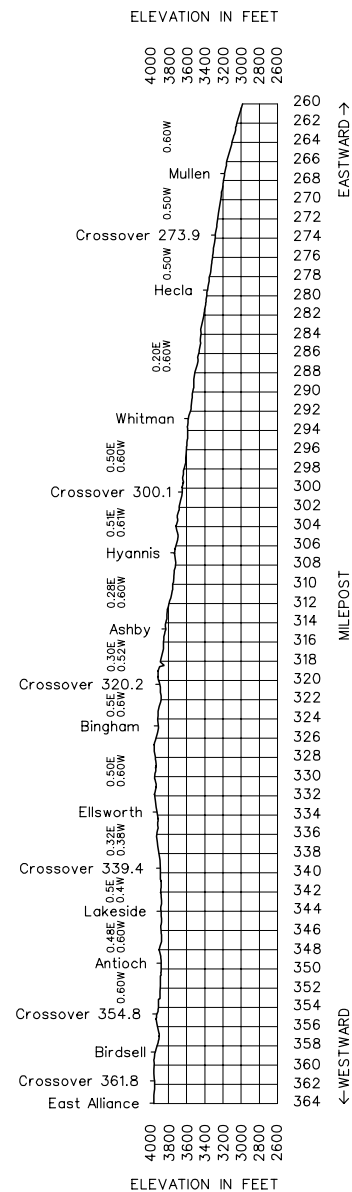 ELEVATION IN FEET
4000 3800 3600 3400 3200 3000 2800 2600
260
262
0.60W
264
266
Mullen
268
270
0.50W
272
Crossover 273.9
274
276
0.50W
278
Hecla
280
282
284
0.20E
0.60W
286
288
290
Whitman
292
294
0.50E
0.60W
296
298
Crossover 300.1
300
302
0.51E
0.61W
304
306
Hyannis
308
0.28E
0.60W
310
312
Ashby
314
316
0.30E
0.52W
318
Crossover 320.2
320
0.5E
0.6W
322
324
Bingham
326
328
0.50E
0.60W
330
332
Ellsworth
334
0.32E
0.38W
336
338
Crossover 339.4
340
0.5E
0.4W
342
Lakeside
344
0.48E
0.60W
346
348
Antioch
350
0.60W
352
354
Crossover 354.8
356
358
Birdsell
360
Crossover 361.8
362
East Alliance
364
EASTWARD →
MILEPOST
← WESTWARD
4000 3800 3600 3400 3200 3000 2800 2600
ELEVATION IN FEET